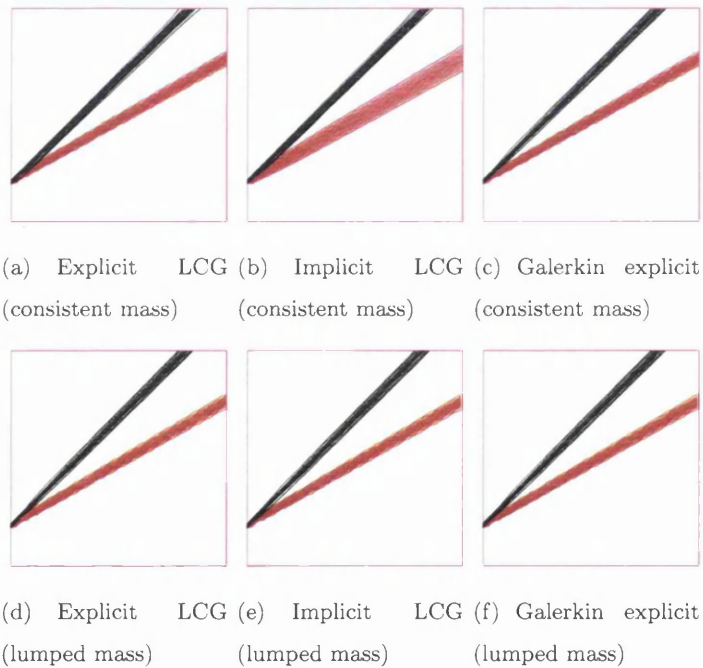 (a) Explicit LCG (b) Implicit LCG (c) Galerkin explicit
(consistent mass) (consistent mass) (consistent mass)
(d) Explicit LCG (e) Implicit LCG (f) Galerkin explicit
(lumped mass) (lumped mass) (lumped mass)